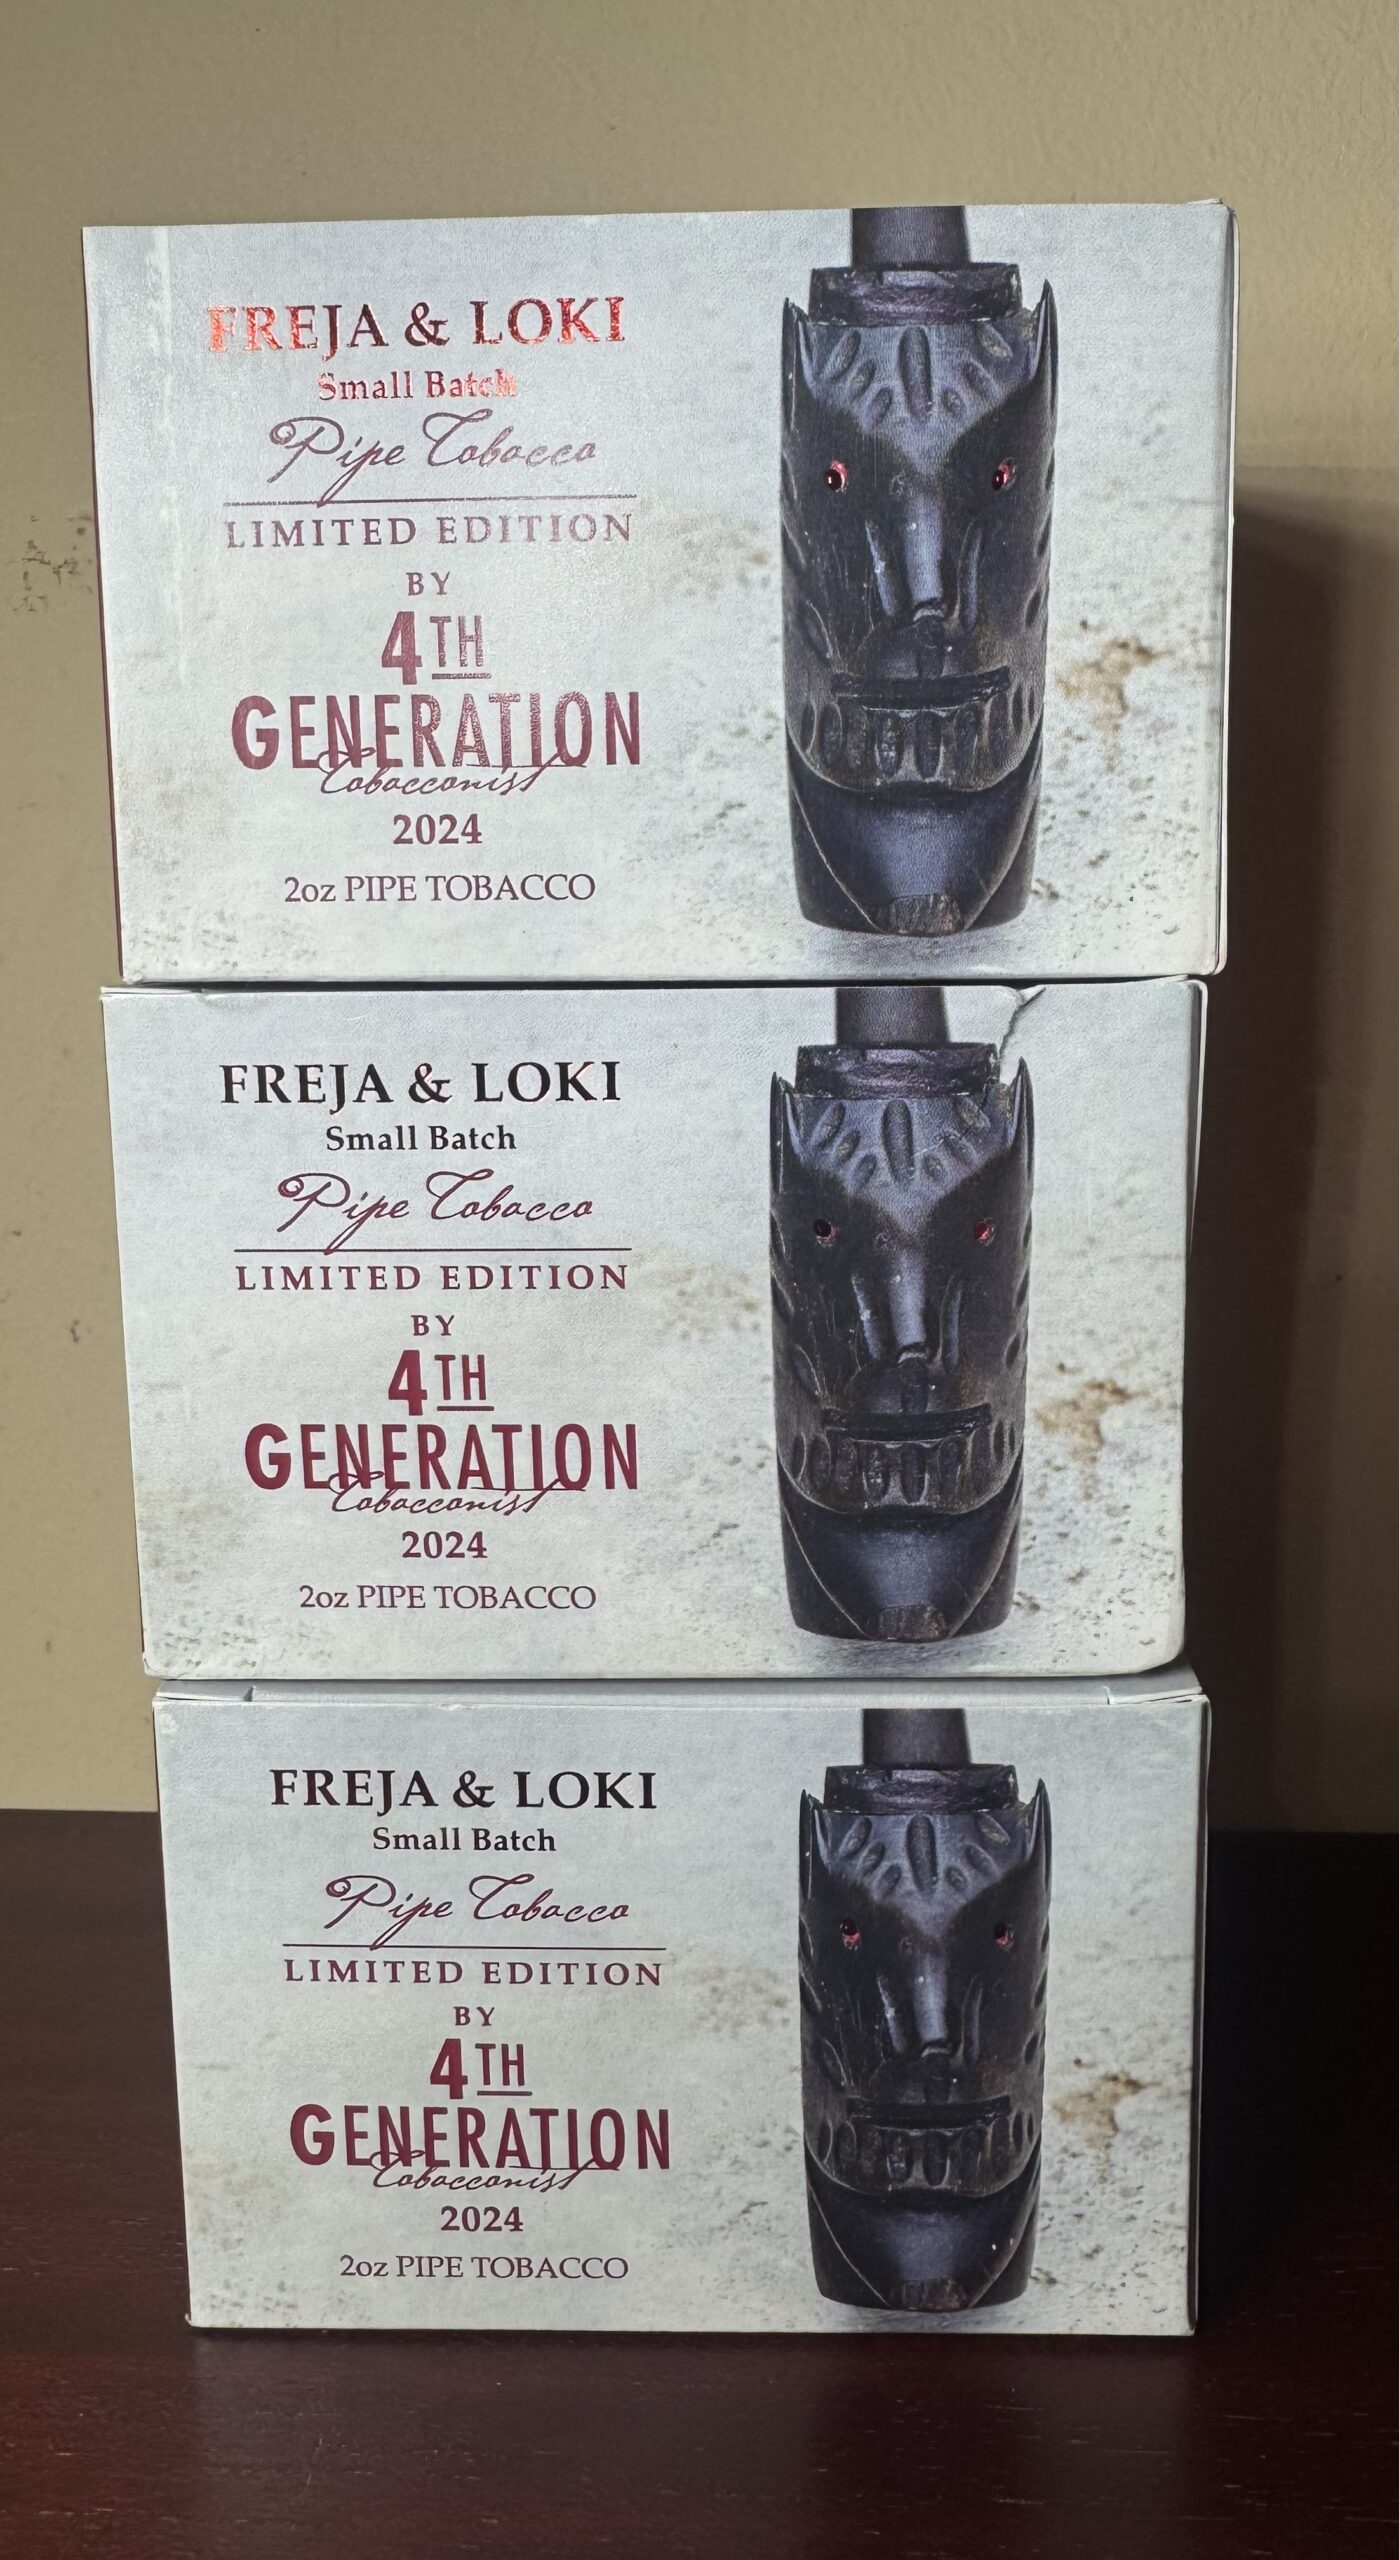 FREJA & LOKI
Small Batch
Pipe Tobacco
LIMITED EDITION
BY
4TH
GENERATION
Tobacconist
2024
2oz PIPE TOBACCO
FREJA & LOKI
Small Batch
Pipe Tobacco
LIMITED EDITION
BY
4TH
GENERATION
Tobacconist
2024
2oz PIPE TOBACCO
FREJA & LOKI
Small Batch
Pipe Tobacco
LIMITED EDITION
BY
4TH
GENERATION
Tobacconist
2024
2oz PIPE TOBACCO